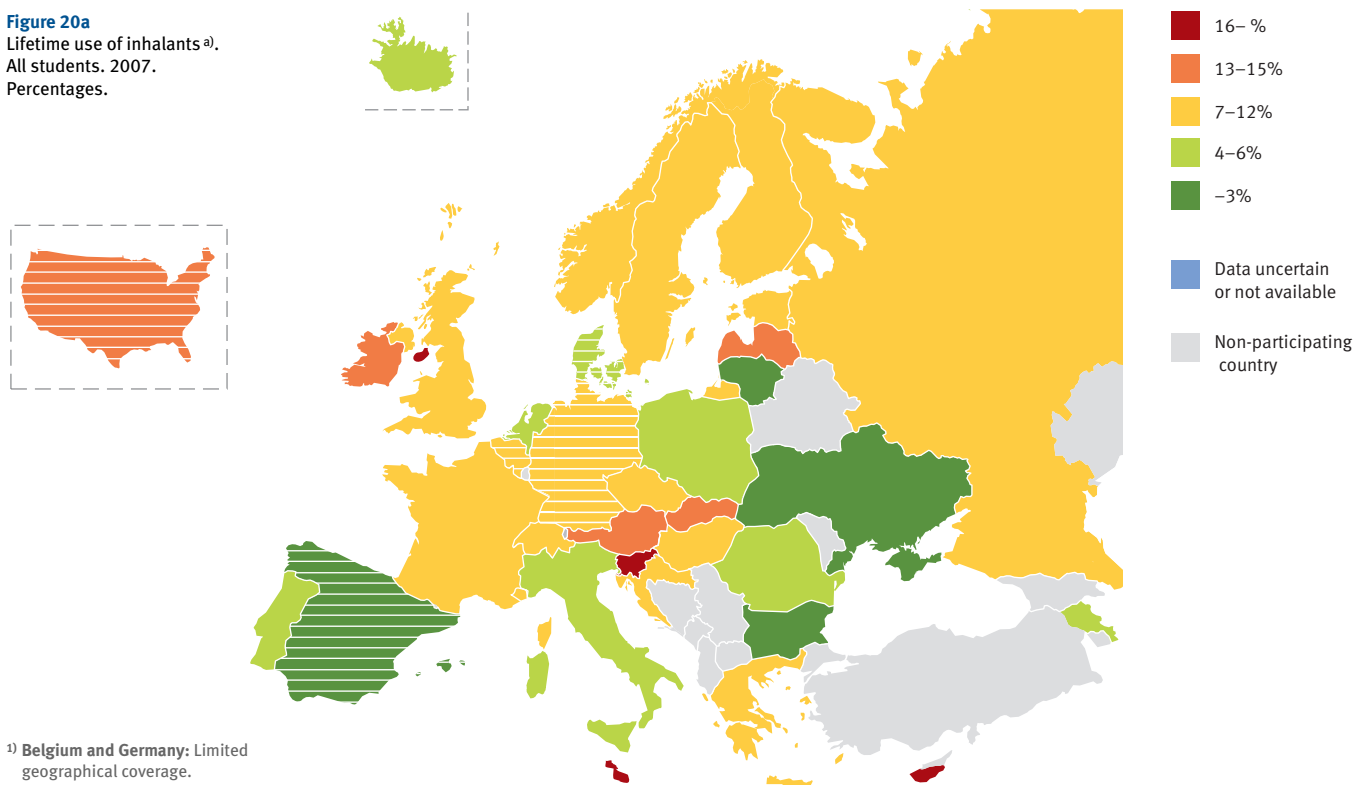 Figure 20a
Lifetime use of inhalants a).
All students. 2007.
Percentages.
16– %
13–15%
7–12%
4–6%
–3%
Data uncertain
or not available
Non-participating
country
1) Belgium and Germany: Limited
geographical coverage.